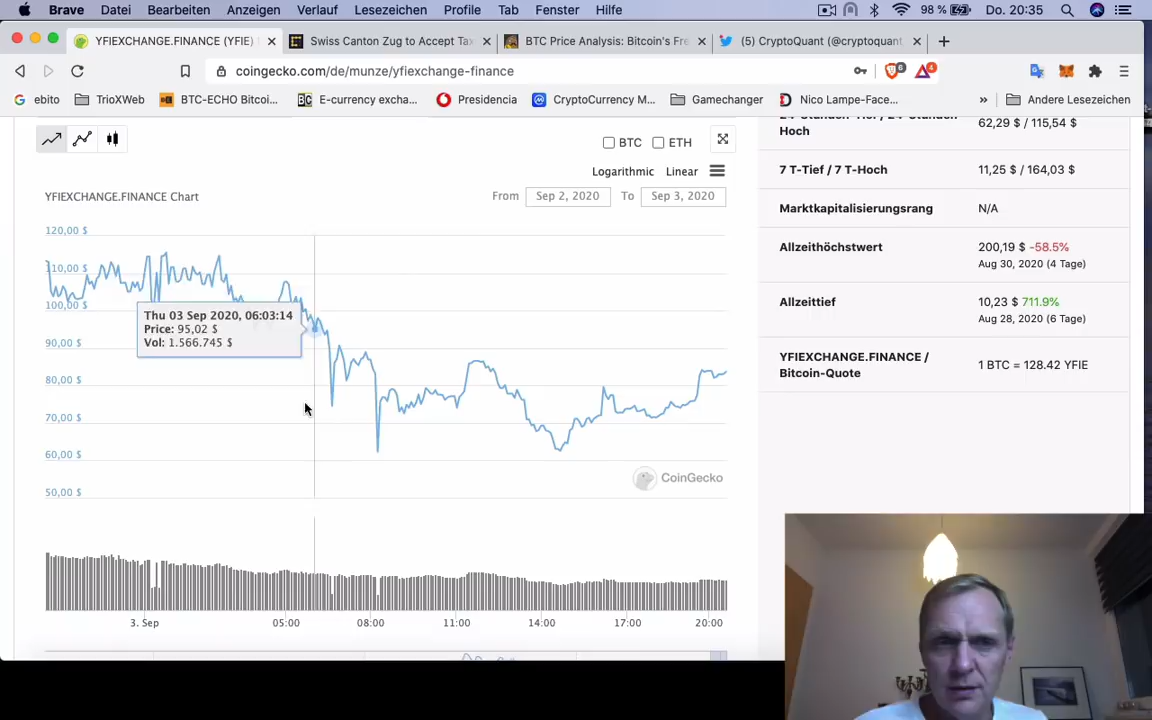 Brave Datei Bearbeiten Anzeigen Verlauf Lesezeichen Profile Tab Fenster Hilfe 98 % Do. 20:35
YFIEXCHANGE.FINANCE (YFIE) Swiss Canton Zug to Accept Tax BTC Price Analysis: Bitcoin's Fre (5) CryptoQuant (@cryptoquant
coingecko.com/de/munze/yfiexchange-finance 6 4
ebito TrioXWeb BTC-ECHO Bitcoi... E-currency excha... Presidencia CryptoCurrency M... Gamechanger Nico Lampe-Face... » Andere Lesezeichen
BTC ETH
Logarithmic Linear
YFIEXCHANGE.FINANCE Chart From Sep 2, 2020 To Sep 3, 2020
120,00 $
110,00 $
100,00 $
90,00 $
80,00 $
70,00 $
60,00 $
50,00 $
Thu 03 Sep 2020, 06:03:14
Price: 95,02 $
Vol: 1.566.745 $
CoinGecko
3. Sep 05:00 08:00 11:00 14:00 17:00 20:00
24-Stunden-Tief / 24-Stunden-
Hoch
62,29 $ / 115,54 $
7 T-Tief / 7 T-Hoch 11,25 $ / 164,03 $
Marktkapitalisierungsrang N/A
Allzeithöchstwert 200,19 $ -58.5%
Aug 30, 2020 (4 Tage)
Allzeittief 10,23 $ 711.9%
Aug 28, 2020 (6 Tage)
YFIEXCHANGE.FINANCE /
Bitcoin-Quote
1 BTC = 128.42 YFIE